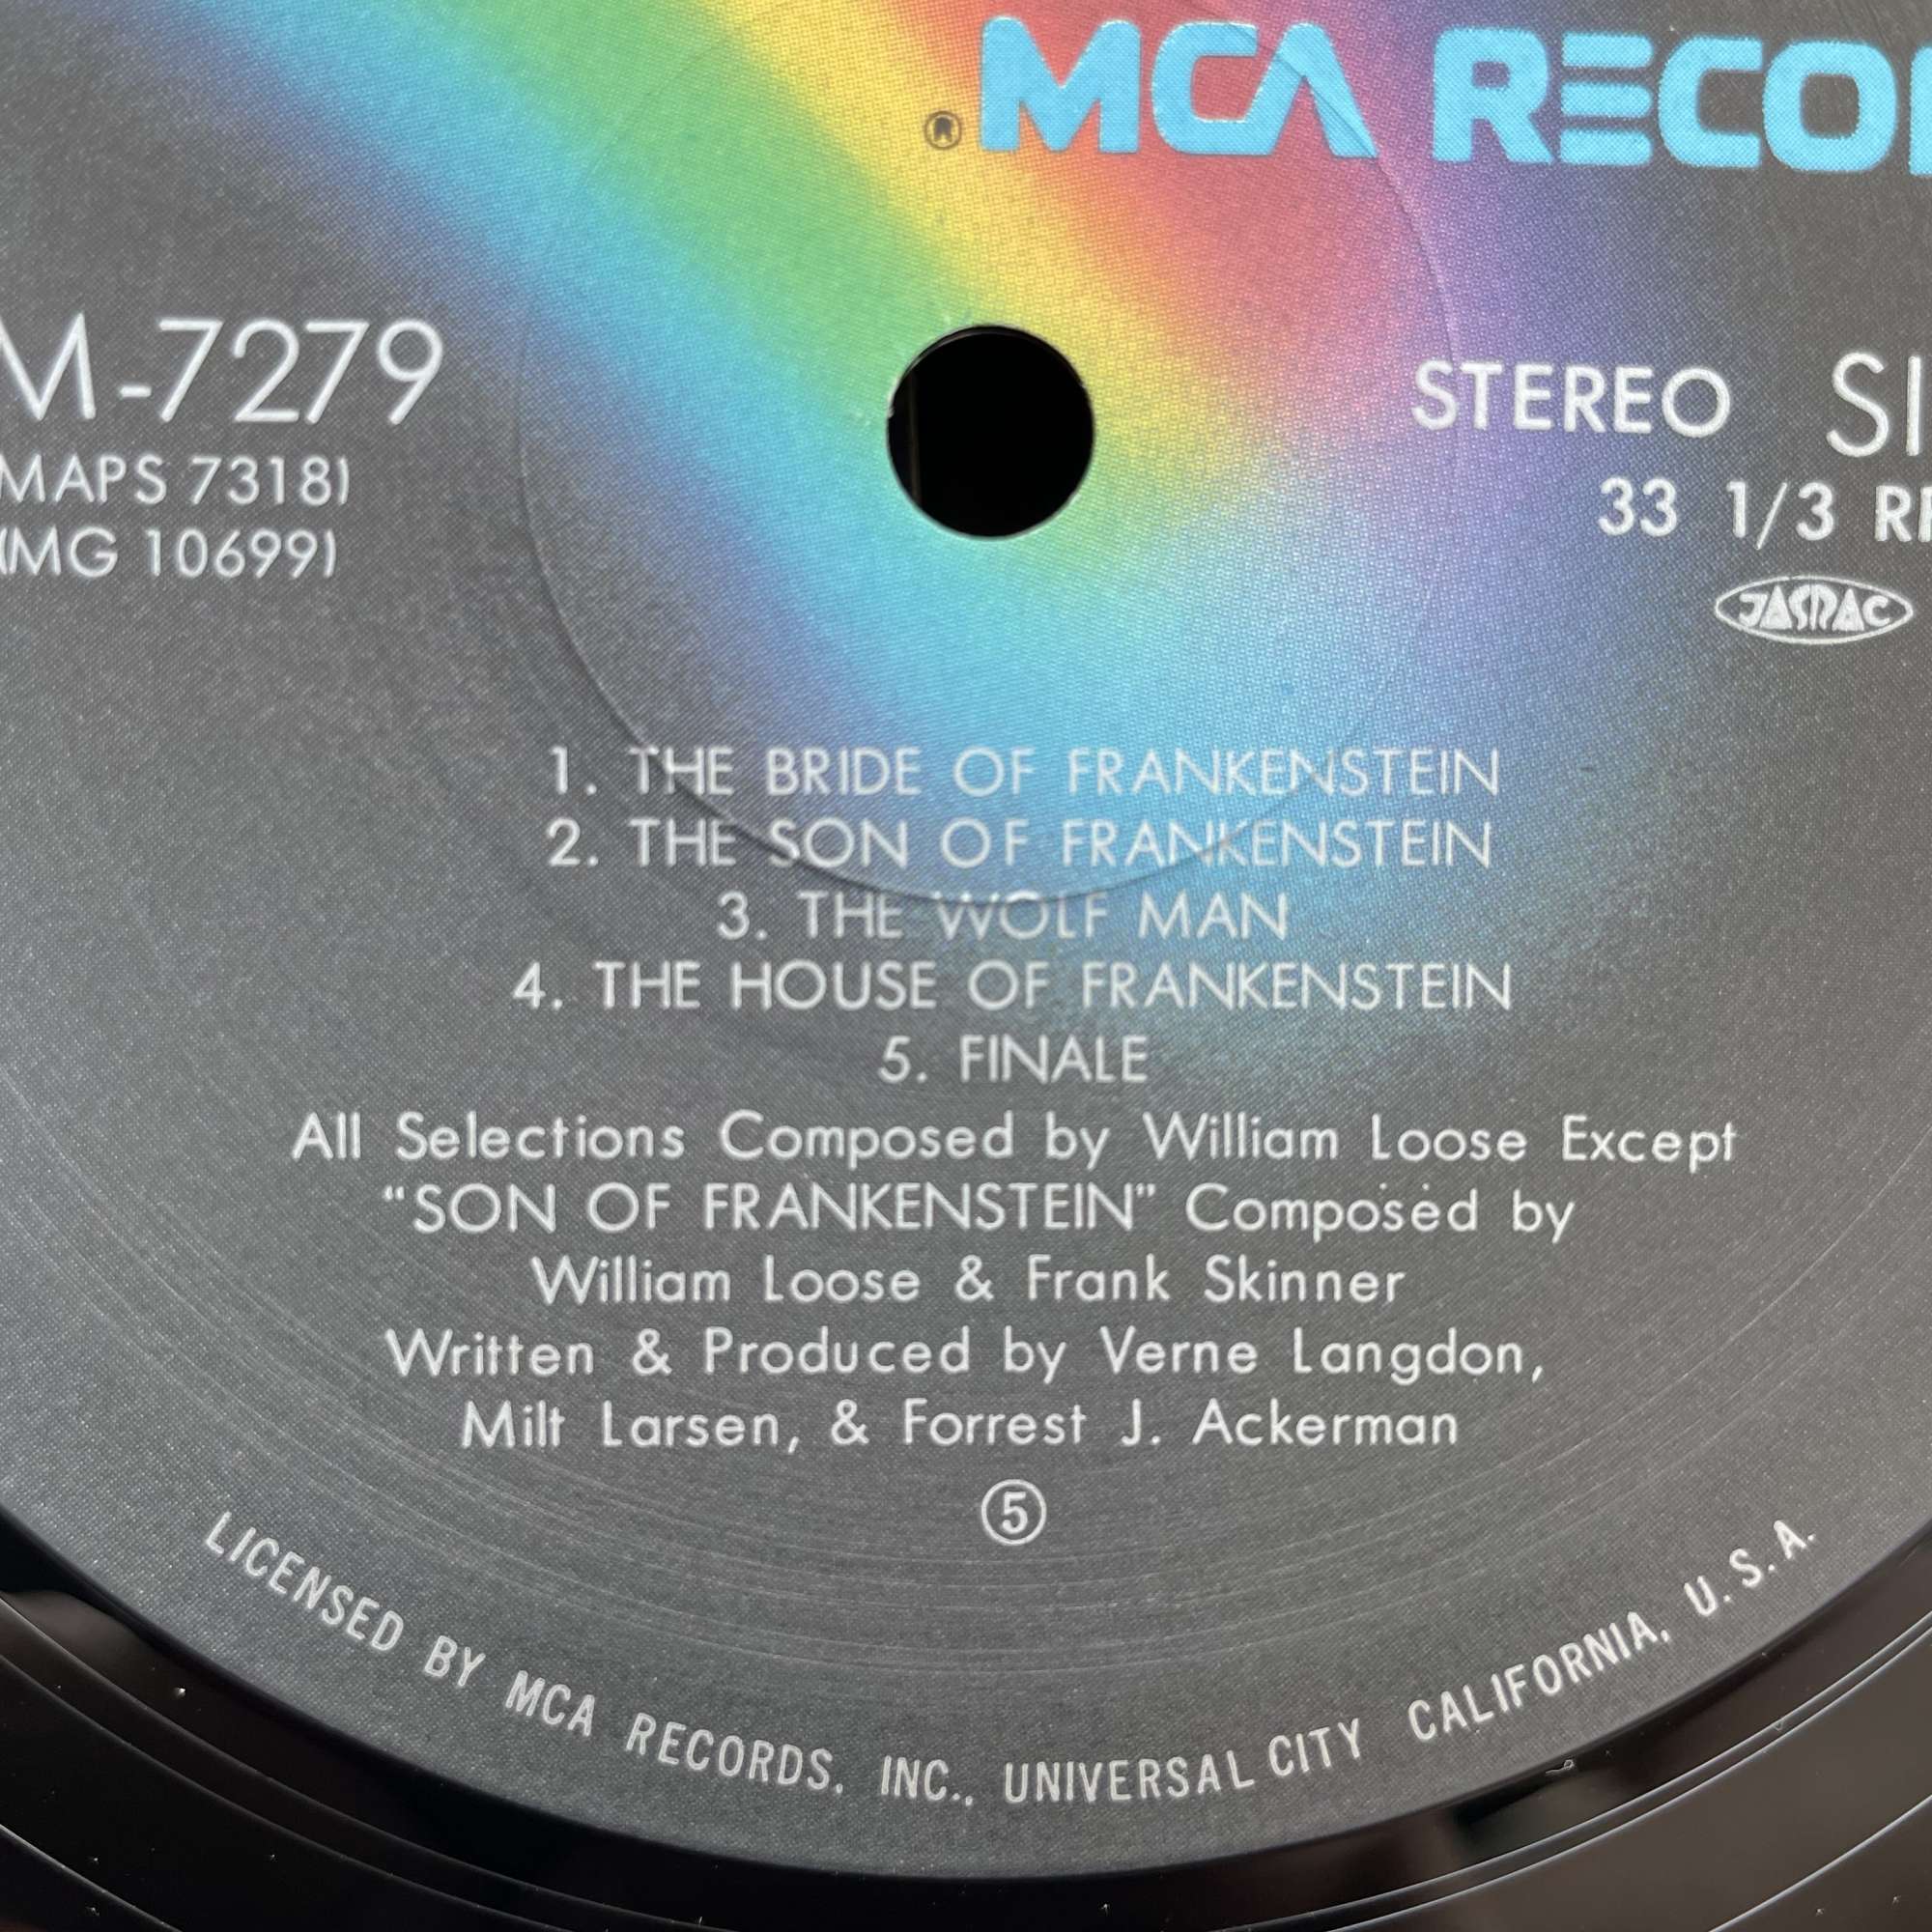 ® MCA RECO
M-7279
STEREO SI
MAPS 7318)
33 1/3 R
(MG 10699)
JASRAC
1. THE BRIDE OF FRANKENSTEIN
2. THE SON OF FRANKENSTEIN
3. THE WOLF MAN
4. THE HOUSE OF FRANKENSTEIN
5. FINALE
All Selections Composed by William Loose Except
“SON OF FRANKENSTEIN” Composed by
William Loose & Frank Skinner
Written & Produced by Verne Langdon,
Milt Larsen, & Forrest J. Ackerman
⑤
LICENSED BY MCA RECORDS. INC., UNIVERSAL CITY CALIFORNIA, U.S.A.